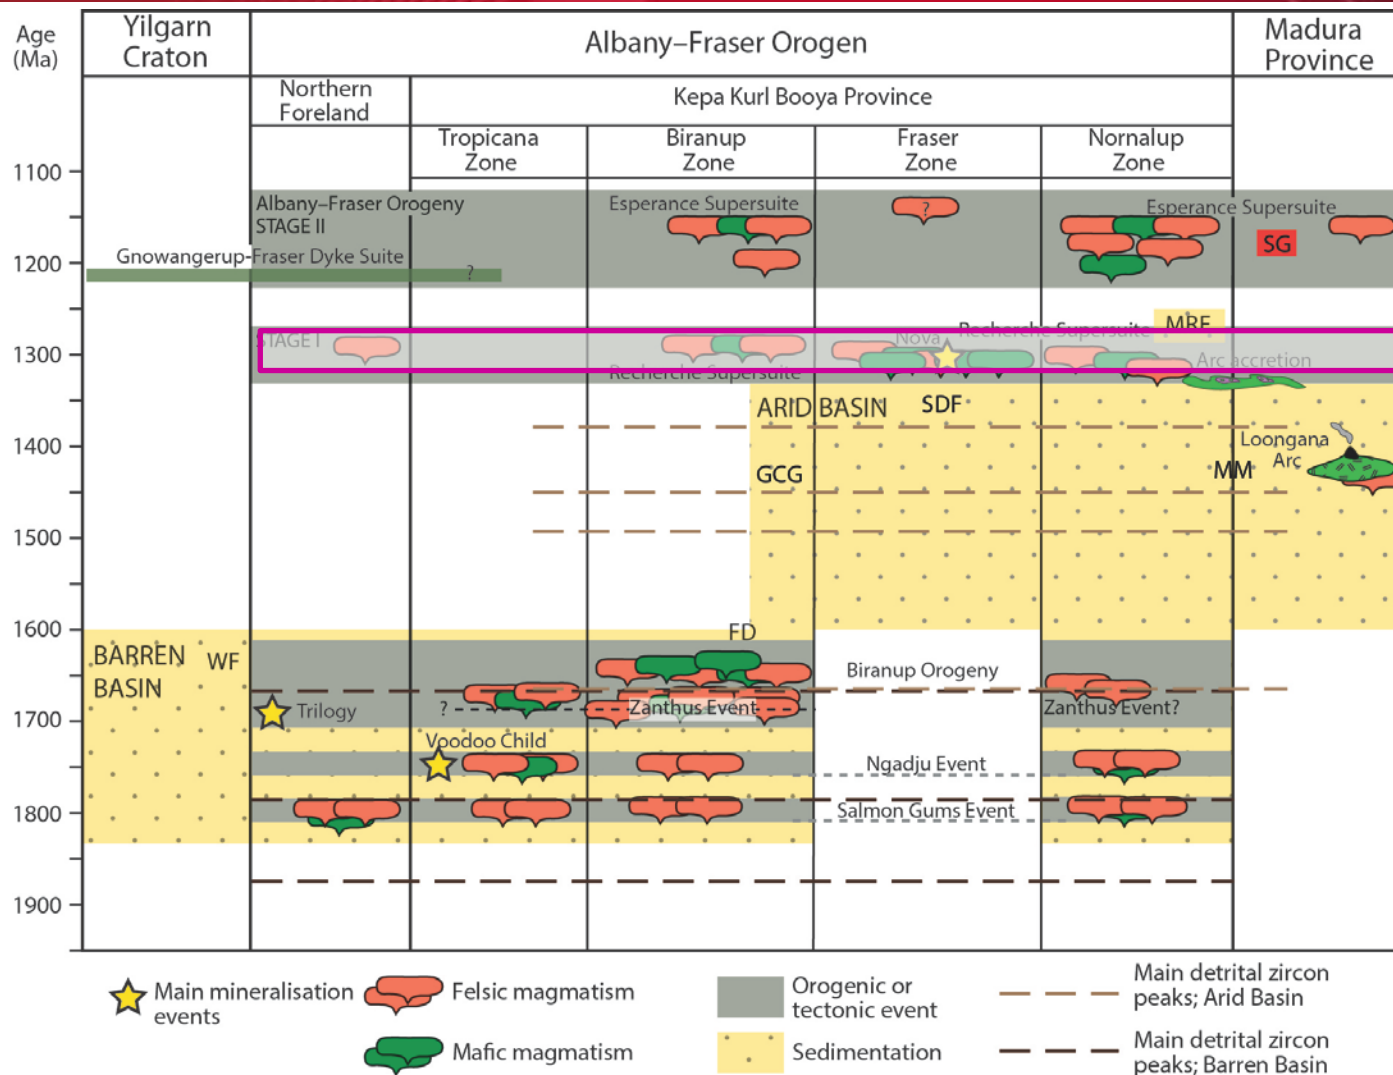 Age
(Ma)
Yilgarn
Craton
Albany–Fraser Orogen
Madura
Province
Northern
Foreland
Kepa Kurl Booya Province
Tropicana
Zone
Biranup
Zone
Fraser
Zone
Nornalup
Zone
1100
Albany–Fraser Orogeny
STAGE II
Esperance Supersuite
?
Esperance Supersuite
SG
1200
Gnowangerup-Fraser Dyke Suite
?
MRF
Recherche Supersuite
STAGE I
Nova
1300
Arc accretion
Recherche Supersuite
ARID BASIN
SDF
1400
Loongana
Arc
GCG
MM
1500
1600
FD
BARREN
BASIN
WF
Biranup Orogeny
1700
Trilogy
?
Zanthus Event
Zanthus Event?
Voodoo Child
Ngadju Event
1800
Salmon Gums Event
1900
Main mineralisation
events
Felsic magmatism
Mafic magmatism
Orogenic or
tectonic event
Sedimentation
Main detrital zircon
peaks; Arid Basin
Main detrital zircon
peaks; Barren Basin